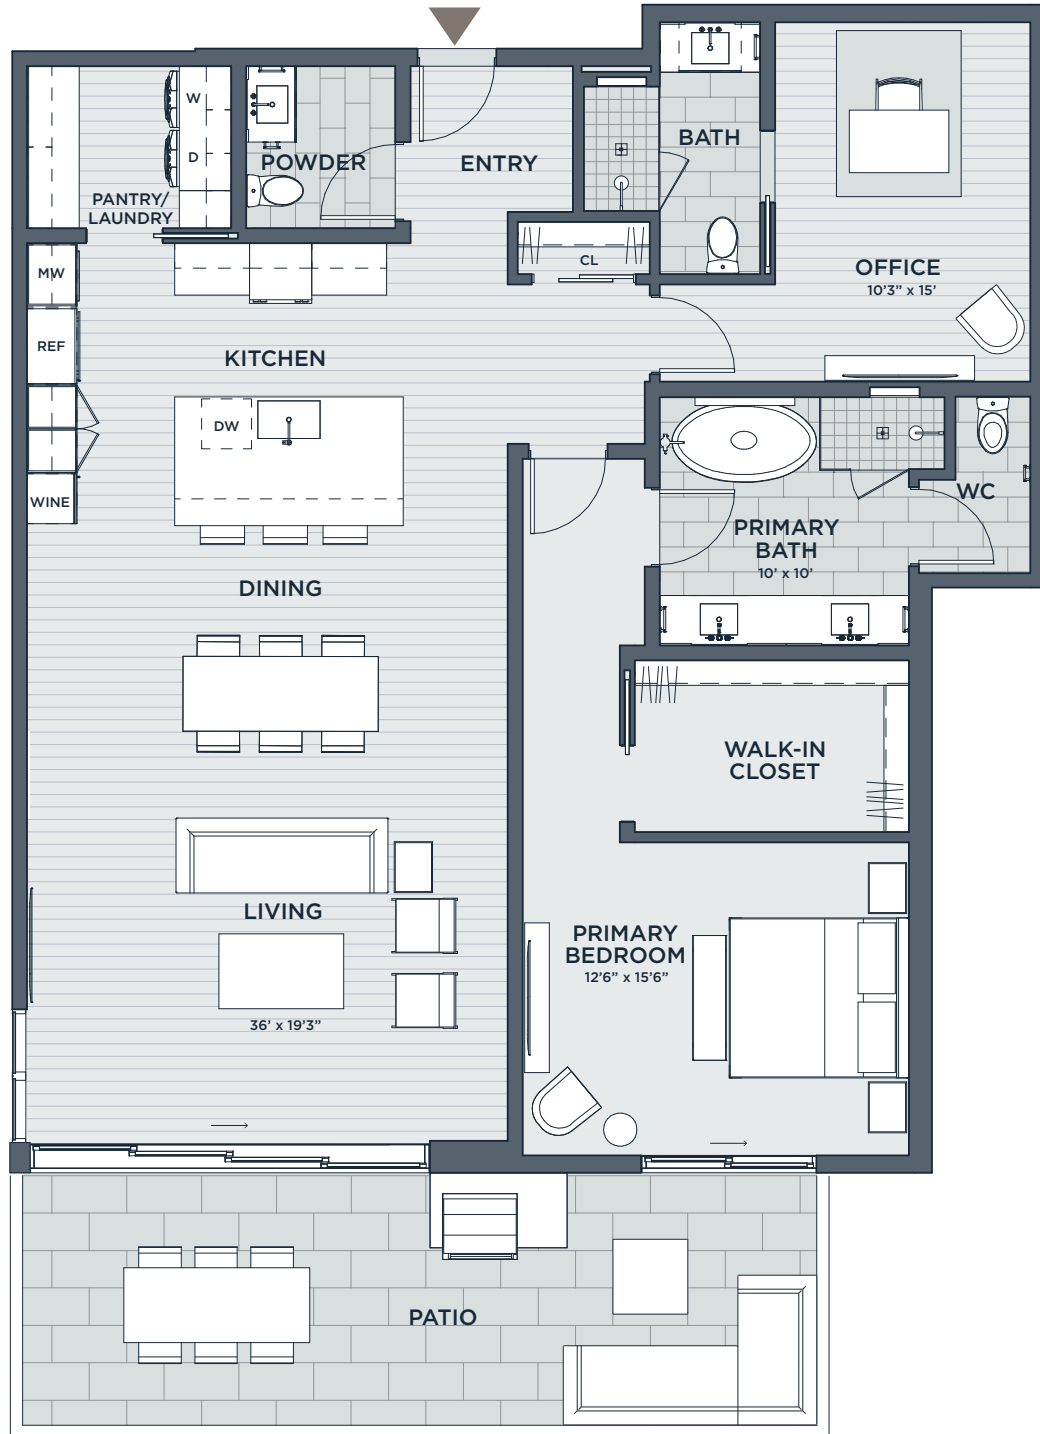 W
D
POWDER
ENTRY
BATH
PANTRY/
LAUNDRY
MW
CL
OFFICE
10'3” x 15'
REF
KITCHEN
DW
WINE
WC
PRIMARY
BATH
10’ x 10’
DINING
WALK-IN
CLOSET
LIVING
36’ x 19’3”
PRIMARY
BEDROOM
12’6” x 15’6”
PATIO